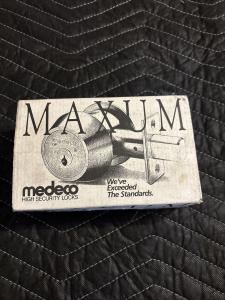 MAXUM
medeco
HIGH SECURITY LOCKS
We've
Exceeded
The Standards.